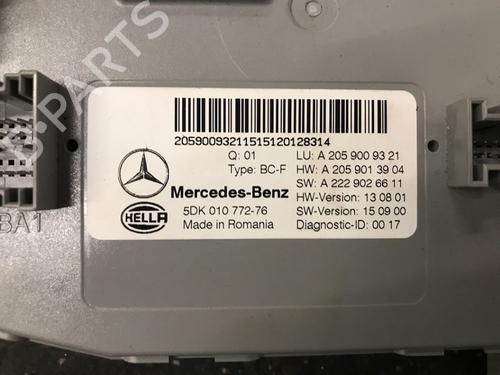 20590093211515120128314
Q: 01 LU: A 205 900 93 21
Type: BC-F HW: A 205 901 39 04
Mercedes-Benz SW: A 222 902 66 11
HW-Version: 13 08 01
HELLA 5DK 010 772-76 SW-Version: 15 09 00
Made in Romania Diagnostic-ID: 00 17
BA1
B-PARTS